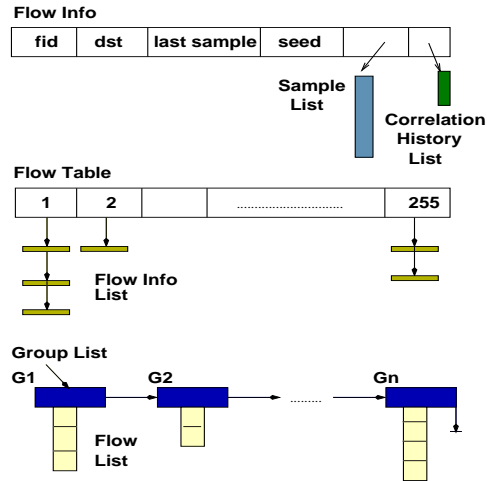 Flow Info
fid dst last sample seed
Sample
List
Correlation
History
List
Flow Table
1 2 ............................... 255
Flow Info
List
Group List
G1 G2 Gn
.........
Flow
List